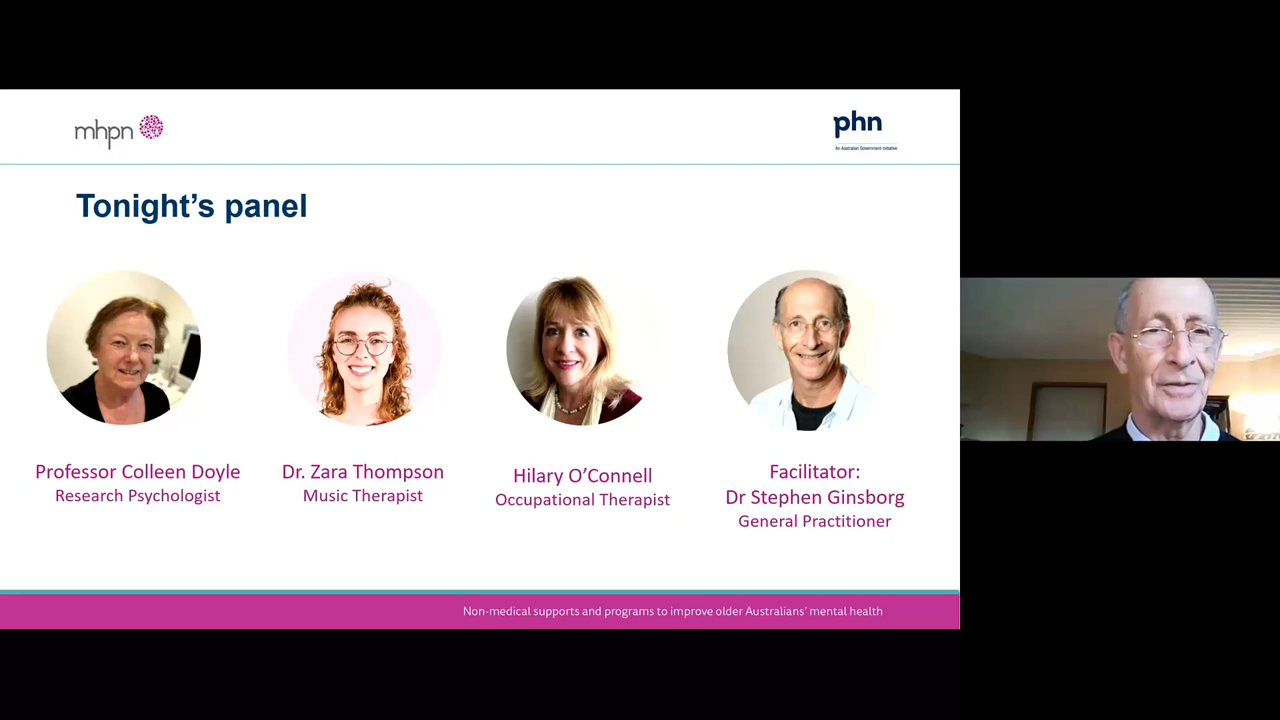 mhpn
phn
An Australian Government Initiative
Tonight’s panel
Professor Colleen Doyle
Research Psychologist
Dr. Zara Thompson
Music Therapist
Hilary O’Connell
Occupational Therapist
Facilitator:
Dr Stephen Ginsborg
General Practitioner
Non-medical supports and programs to improve older Australians’ mental health